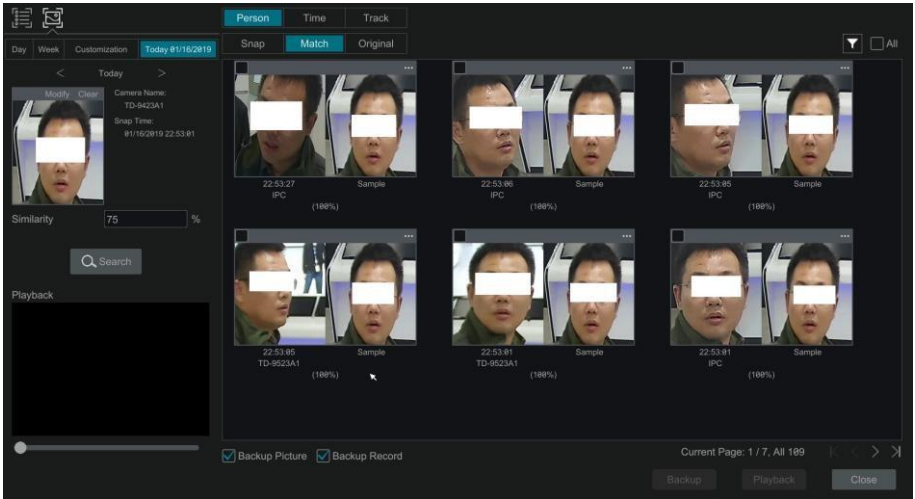 Person Time Track
Day Week Customization Today 01/16/2019
Snap Match Original
All
< Today >
Modify Clear
Camera Name:
TD-9423A1
Snap Time:
01/16/2019 22:53:01
Similarity 75 %
Search
Playback
22:53:27 Sample
IPC
(100%)
22:53:06 Sample
IPC
(100%)
22:53:05 Sample
IPC
(100%)
22:53:05 Sample
TD-9523A1
(100%)
22:53:01 Sample
TD-9523A1
(100%)
22:53:01 Sample
IPC
(100%)
Backup Picture Backup Record
Current Page: 1 / 7, All 109
Backup Playback Close